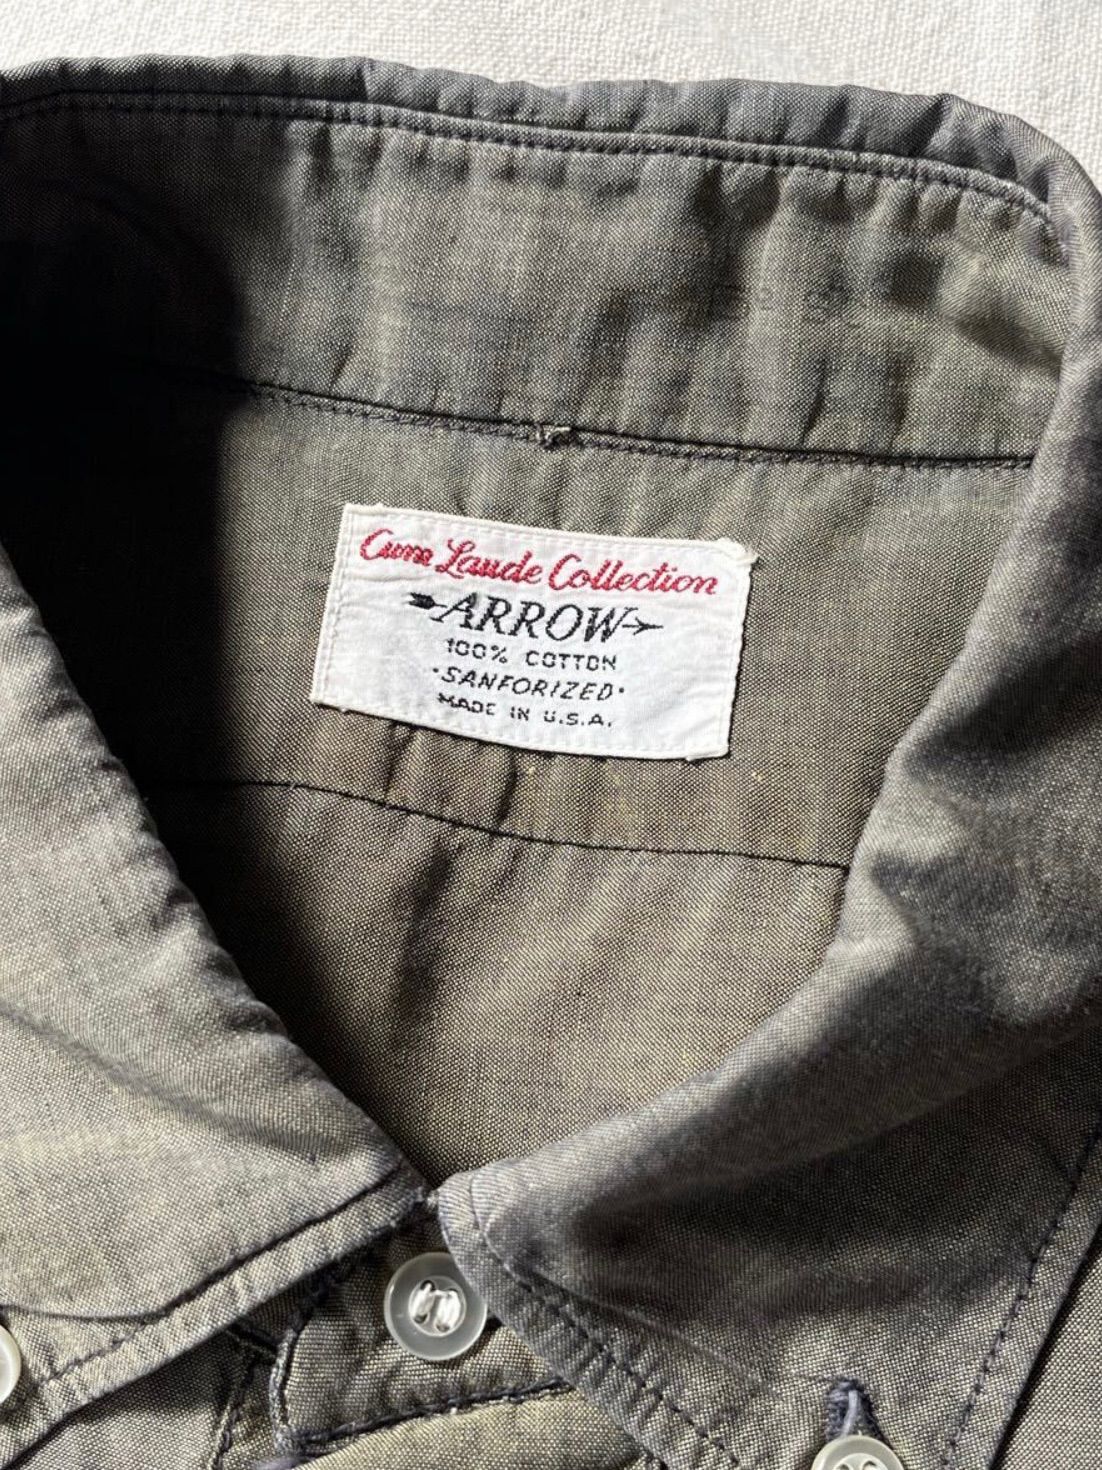 Cum Laude Collection
ARROW
100% COTTON
·SANFORIZED·
MADE IN U.S.A.